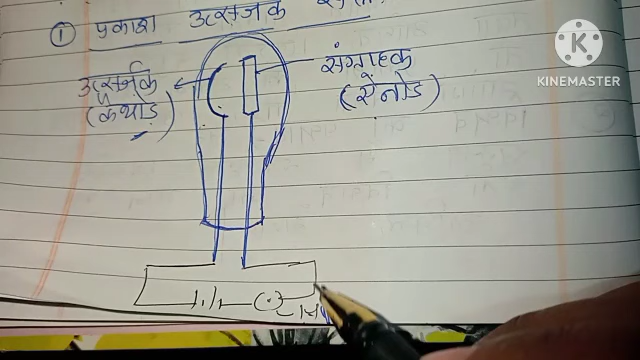 ① प्रकाश उत्सर्जक
उत्सर्जक
(कैथोड)
संग्राहक
(ऐनोड)
KINEMASTER